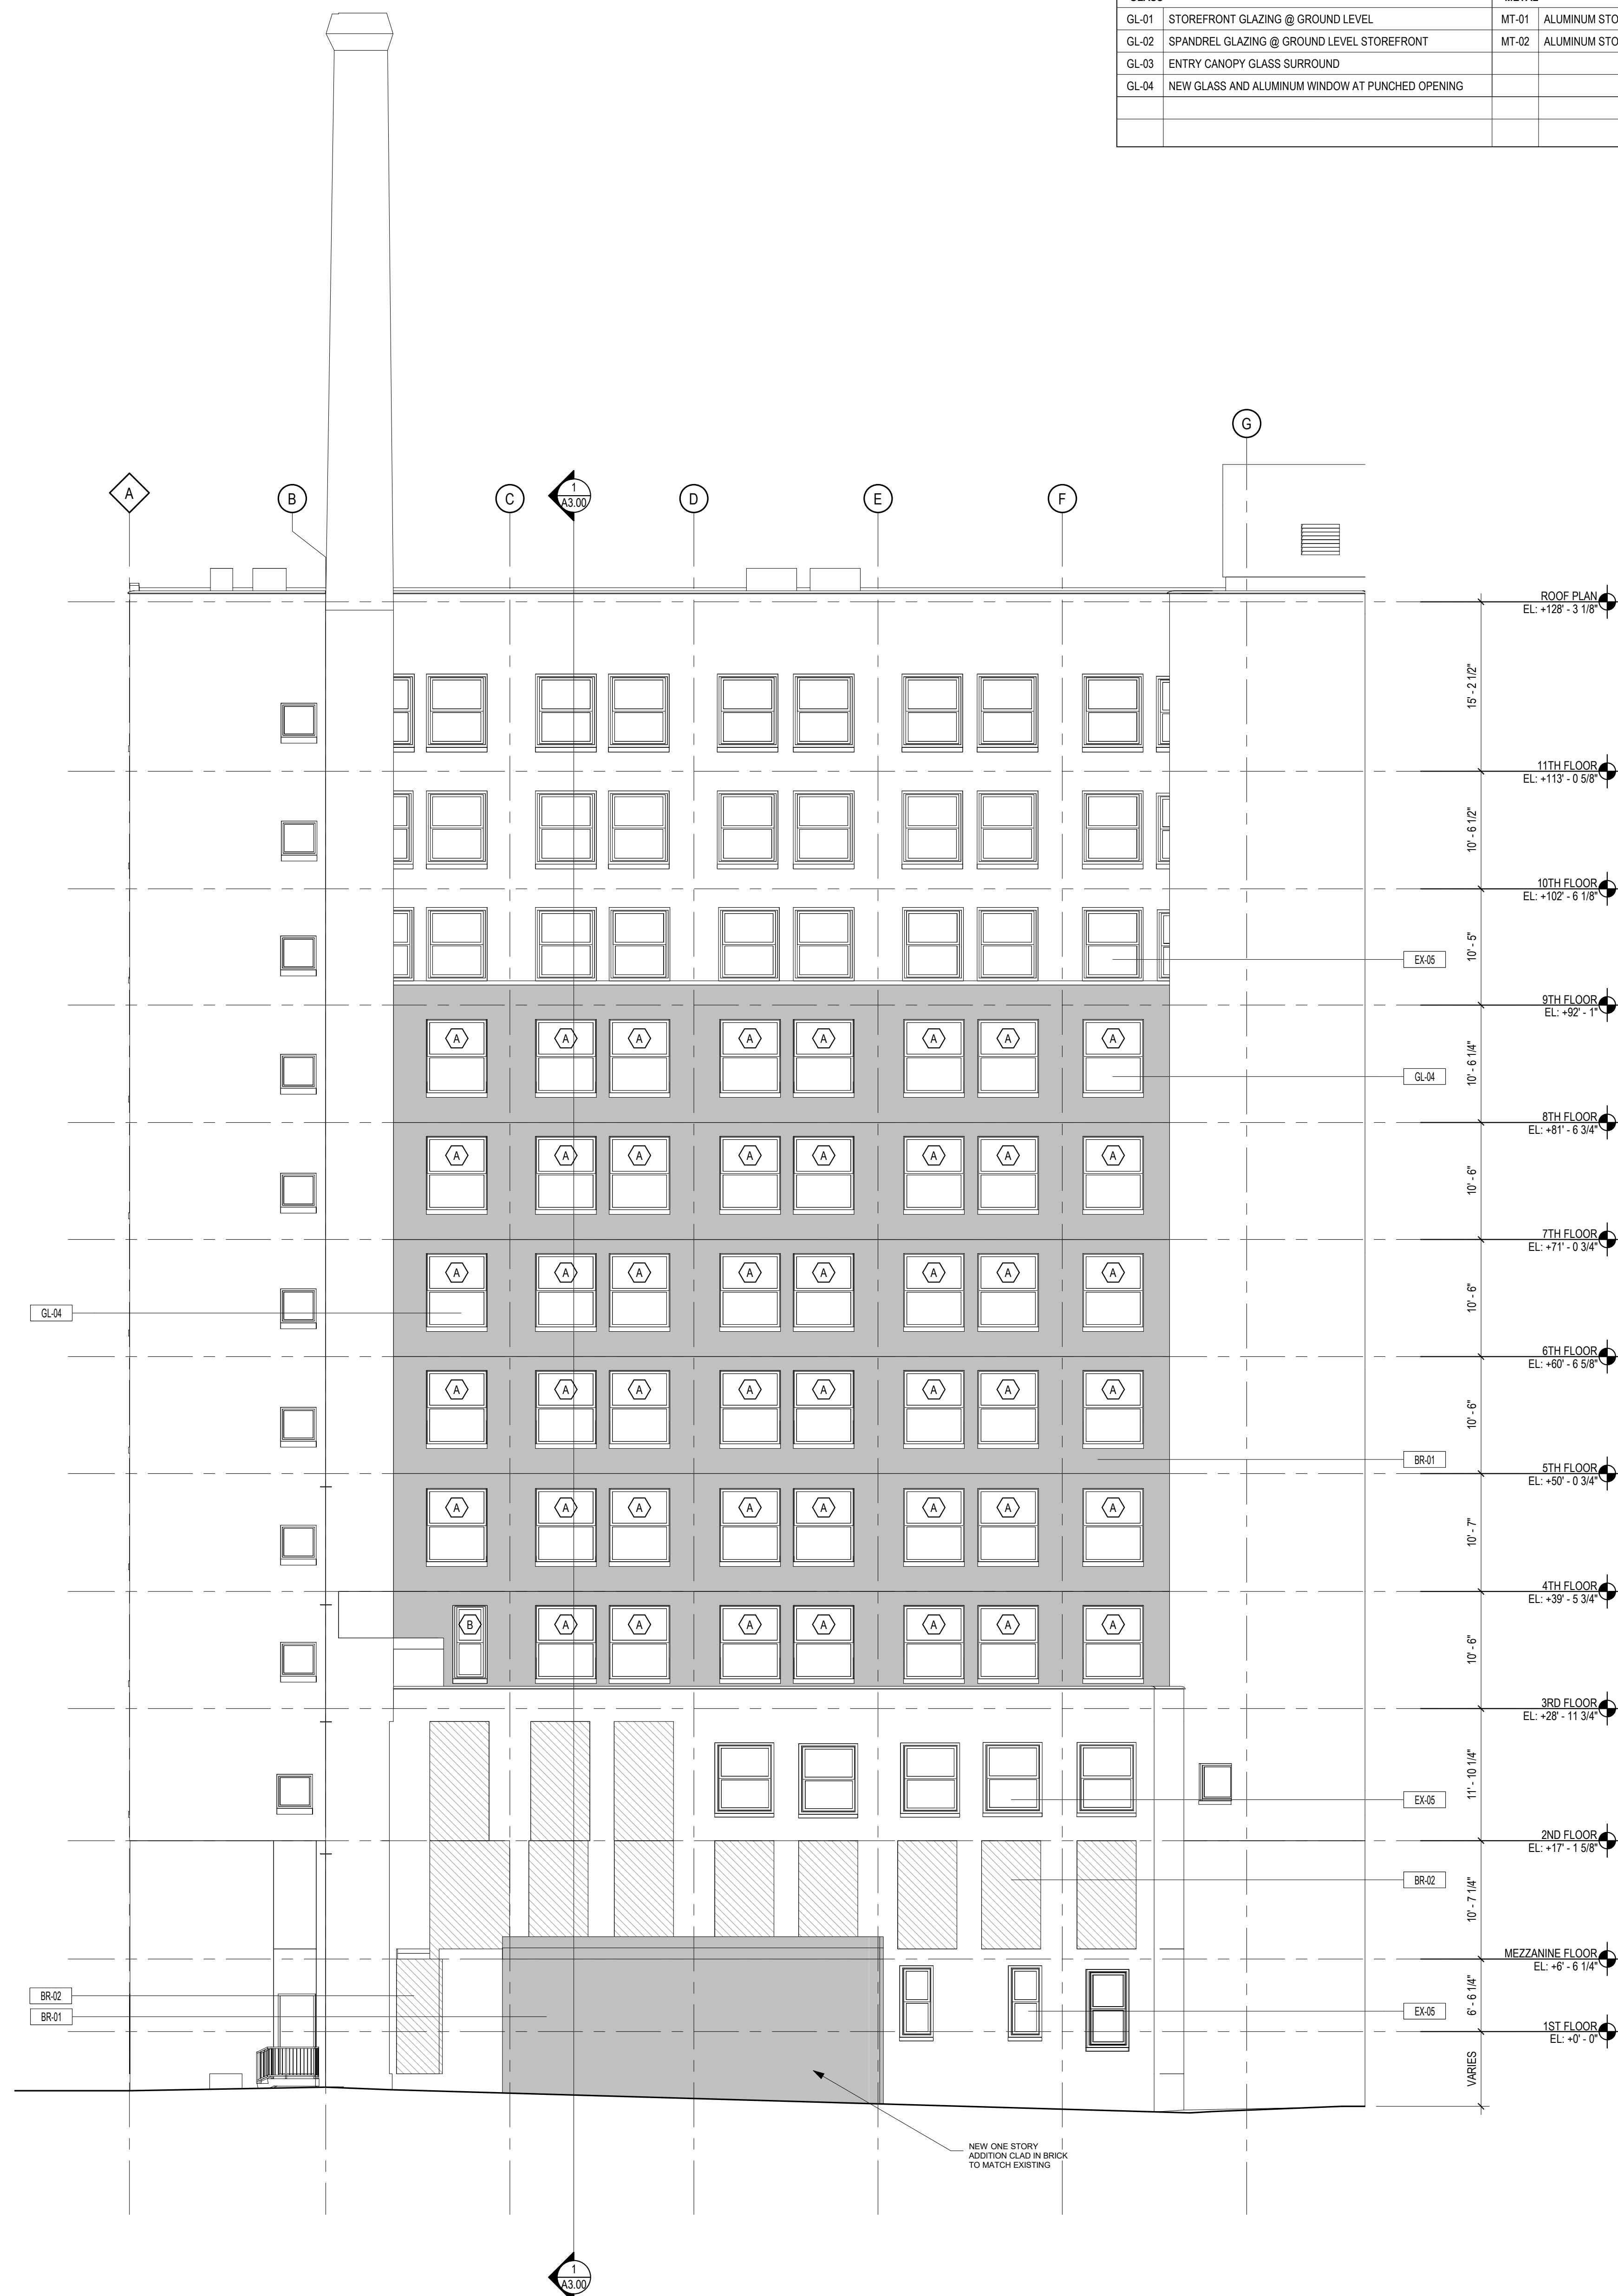 GL-01 STOREFRONT GLAZING @ GROUND LEVEL MT-01 ALUMINUM
GL-02 SPANDREL GLAZING @ GROUND LEVEL STOREFRONT MT-02 ALUMINUM
GL-03 ENTRY CANOPY GLASS SURROUND
GL-04 NEW GLASS AND ALUMINUM WINDOW AT PUNCHED OPENING
G
A B C 1 D E F
A3.00
ROOF PLAN
EL: +128' - 3 1/8"
15' - 2 1/2"
11TH FLOOR
EL: +113' - 0 5/8"
10' - 6 1/2"
10TH FLOOR
EL: +102' - 6 1/8"
10' - 5"
EX-05
9TH FLOOR
EL: +92' - 1"
A A A A A A A A
10' - 6 1/4"
GL-04
8TH FLOOR
EL: +81' - 6 3/4"
A A A A A A A A
10' - 6"
7TH FLOOR
EL: +71' - 0 3/4"
A A A A A A A A
10' - 6"
GL-04
6TH FLOOR
EL: +60' - 6 5/8"
A A A A A A A A
10' - 6"
BR-01
5TH FLOOR
EL: +50' - 0 3/4"
A A A A A A A A
10' - 7"
4TH FLOOR
EL: +39' - 5 3/4"
B A A A A A A A
10' - 6"
3RD FLOOR
EL: +28' - 11 3/4"
11' - 10 1/4"
EX-05
2ND FLOOR
EL: +17' - 1 5/8"
BR-02
10' - 7 1/4"
MEZZANINE FLOOR
EL: +6' - 6 1/4"
BR-02
BR-01
EX-05
6' - 6 1/4"
1ST FLOOR
EL: +0' - 0"
VARIES
NEW ONE STORY
ADDITION CLAD IN BRICK
TO MATCH EXISTING
1
A3.00